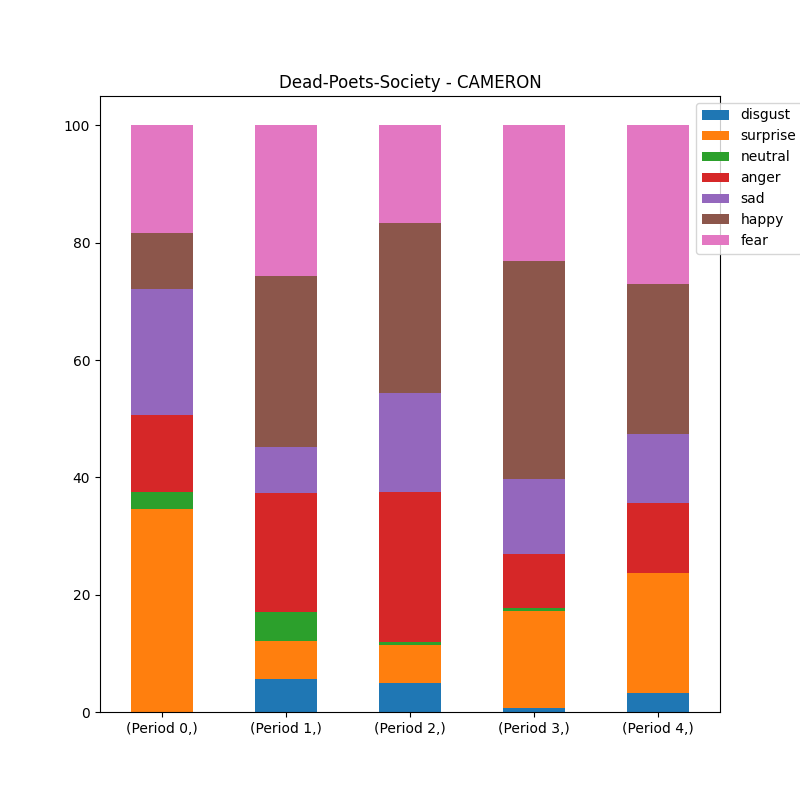 Dead-Poets-Society - CAMERON
disgust
surprise
neutral
anger
sad
happy
fear
100
80
60
40
20
0
(Period 0,) (Period 1,) (Period 2,) (Period 3,) (Period 4,)